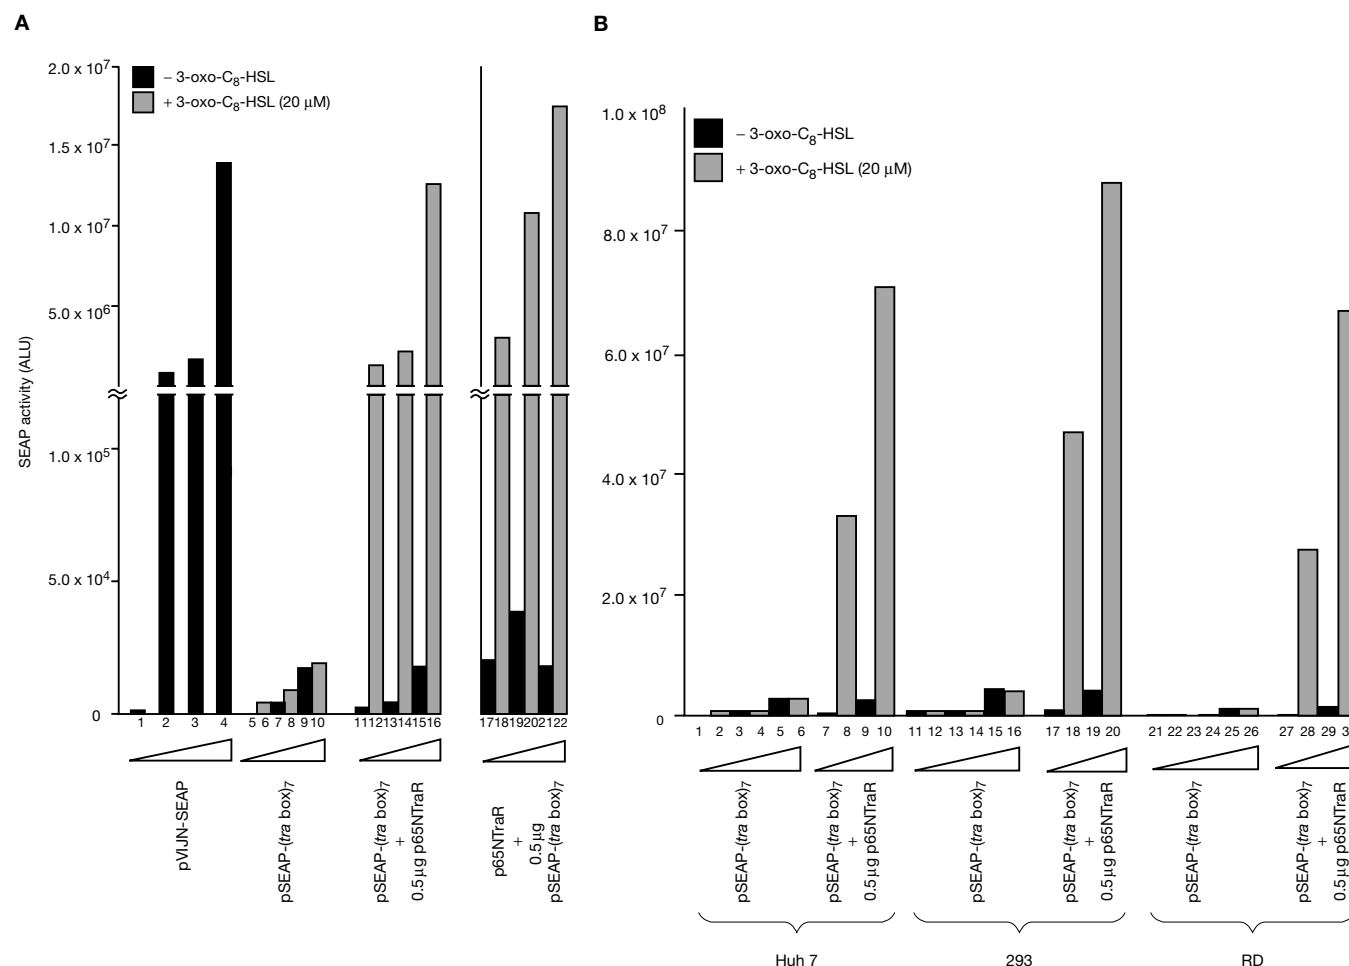 A
B
2.0 x 10⁷
1.5 x 10⁷
1.0 x 10⁷
5.0 x 10⁶
1.0 x 10⁵
5.0 x 10⁴
0
SEAP activity (ALU)
– 3-oxo-C₈-HSL
+ 3-oxo-C₈-HSL (20 µM)
1 2 3 4 5 6 7 8 9 10 11 12 13 14 15 16 17 18 19 20 21 22
pVIJN-SEAP
pSEAP-(tra box)₇
pSEAP-(tra box)₇
+
0.5µg p65NTraR
p65NTraR
+
0.5µg
pSEAP-(tra box)₇
1.0 x 10⁸
8.0 x 10⁷
6.0 x 10⁷
4.0 x 10⁷
2.0 x 10⁷
0
– 3-oxo-C₈-HSL
+ 3-oxo-C₈-HSL (20 µM)
1 2 3 4 5 6 7 8 9 10 11 12 13 14 15 16 17 18 19 20 21 22 23 24 25 26 27 28 29 3
pSEAP-(tra box)₇
pSEAP-(tra box)₇
+
0.5µg p65NTraR
pSEAP-(tra box)₇
pSEAP-(tra box)₇
+
0.5µg p65NTraR
pSEAP-(tra box)₇
pSEAP-(tra box)₇
+
0.5µg p65NTraR
Huh 7
293
RD